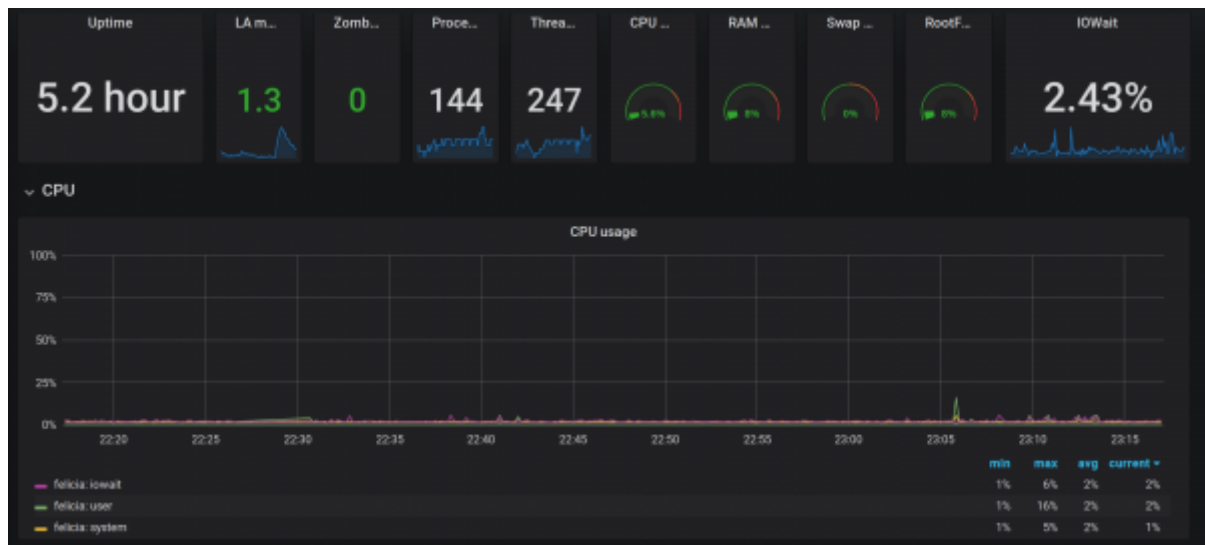 Uptime
LA m...
Zomb...
Proce...
Threa...
CPU ...
RAM ...
Swap ...
RootF...
IOWait
5.2 hour
1.3
0
144
247
5.8%
0%
2.43%
CPU
CPU usage
100%
75%
50%
25%
0%
22:20 22:25 22:30 22:35 22:40 22:45 22:50 22:55 23:00 23:05 23:10 23:15
min max avg current
felicia: iowait 1% 6% 2% 2%
felicia: user 1% 16% 2% 2%
felicia: system 1% 5% 2% 1%